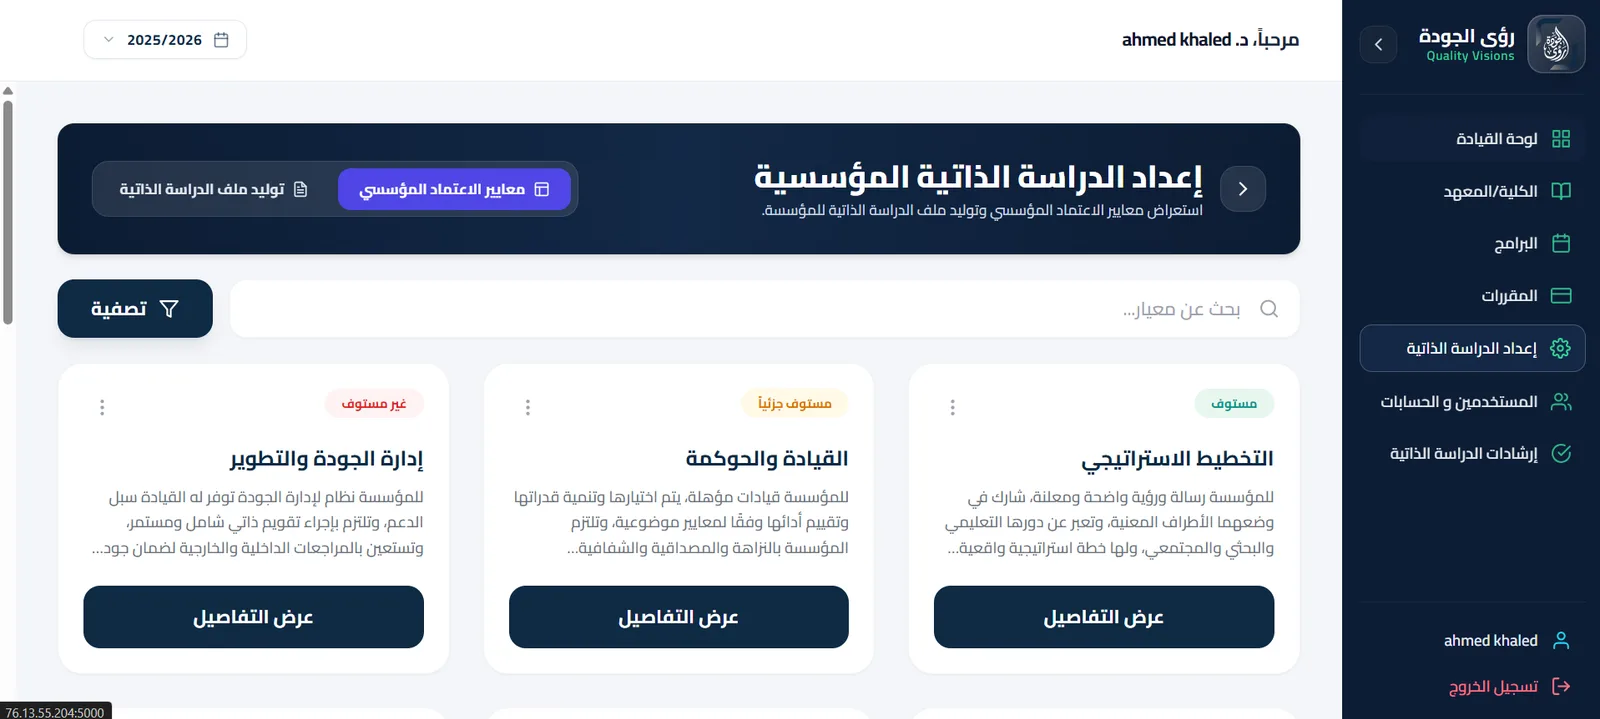 رؤى الجودة
Quality Visions
لوحة القيادة
الكلية/المعهد
البرامج
المقررات
إعداد الدراسة الذاتية
المستخدمين و الحسابات
إرشادات الدراسة الذاتية
ahmed khaled
تسجيل الخروج
مرحباً، د. ahmed khaled
2025/2026
إعداد الدراسة الذاتية المؤسسية
استعراض معايير الاعتماد المؤسسي وتوليد ملف الدراسة الذاتية للمؤسسة.
معايير الاعتماد المؤسسي
توليد ملف الدراسة الذاتية
بحث عن معيار...
تصفية
مستوف
التخطيط الاستراتيجي
للمؤسسة رسالة ورؤية واضحة ومعلنة، شارك في
وضعهما الأطراف المعنية، وتعبر عن دورها التعليمي
والبحثي والمجتمعي، ولها خطة استراتيجية واقعية...
عرض التفاصيل
مستوف جزئياً
القيادة والحوكمة
للمؤسسة قيادات مؤهلة، يتم اختيارها وتنمية قدراتها
وتقييم أدائها وفقًا لمعايير موضوعية، وتلتزم
المؤسسة بالنزاهة والمصداقية والشفافية...
عرض التفاصيل
غير مستوف
إدارة الجودة والتطوير
للمؤسسة نظام لإدارة الجودة توفر له القيادة سبل
الدعم، وتلتزم بإجراء تقويم ذاتي شامل ومستمر،
وتستعين بالمراجعات الداخلية والخارجية لضمان جود...
عرض التفاصيل
76.13.55.204:5000